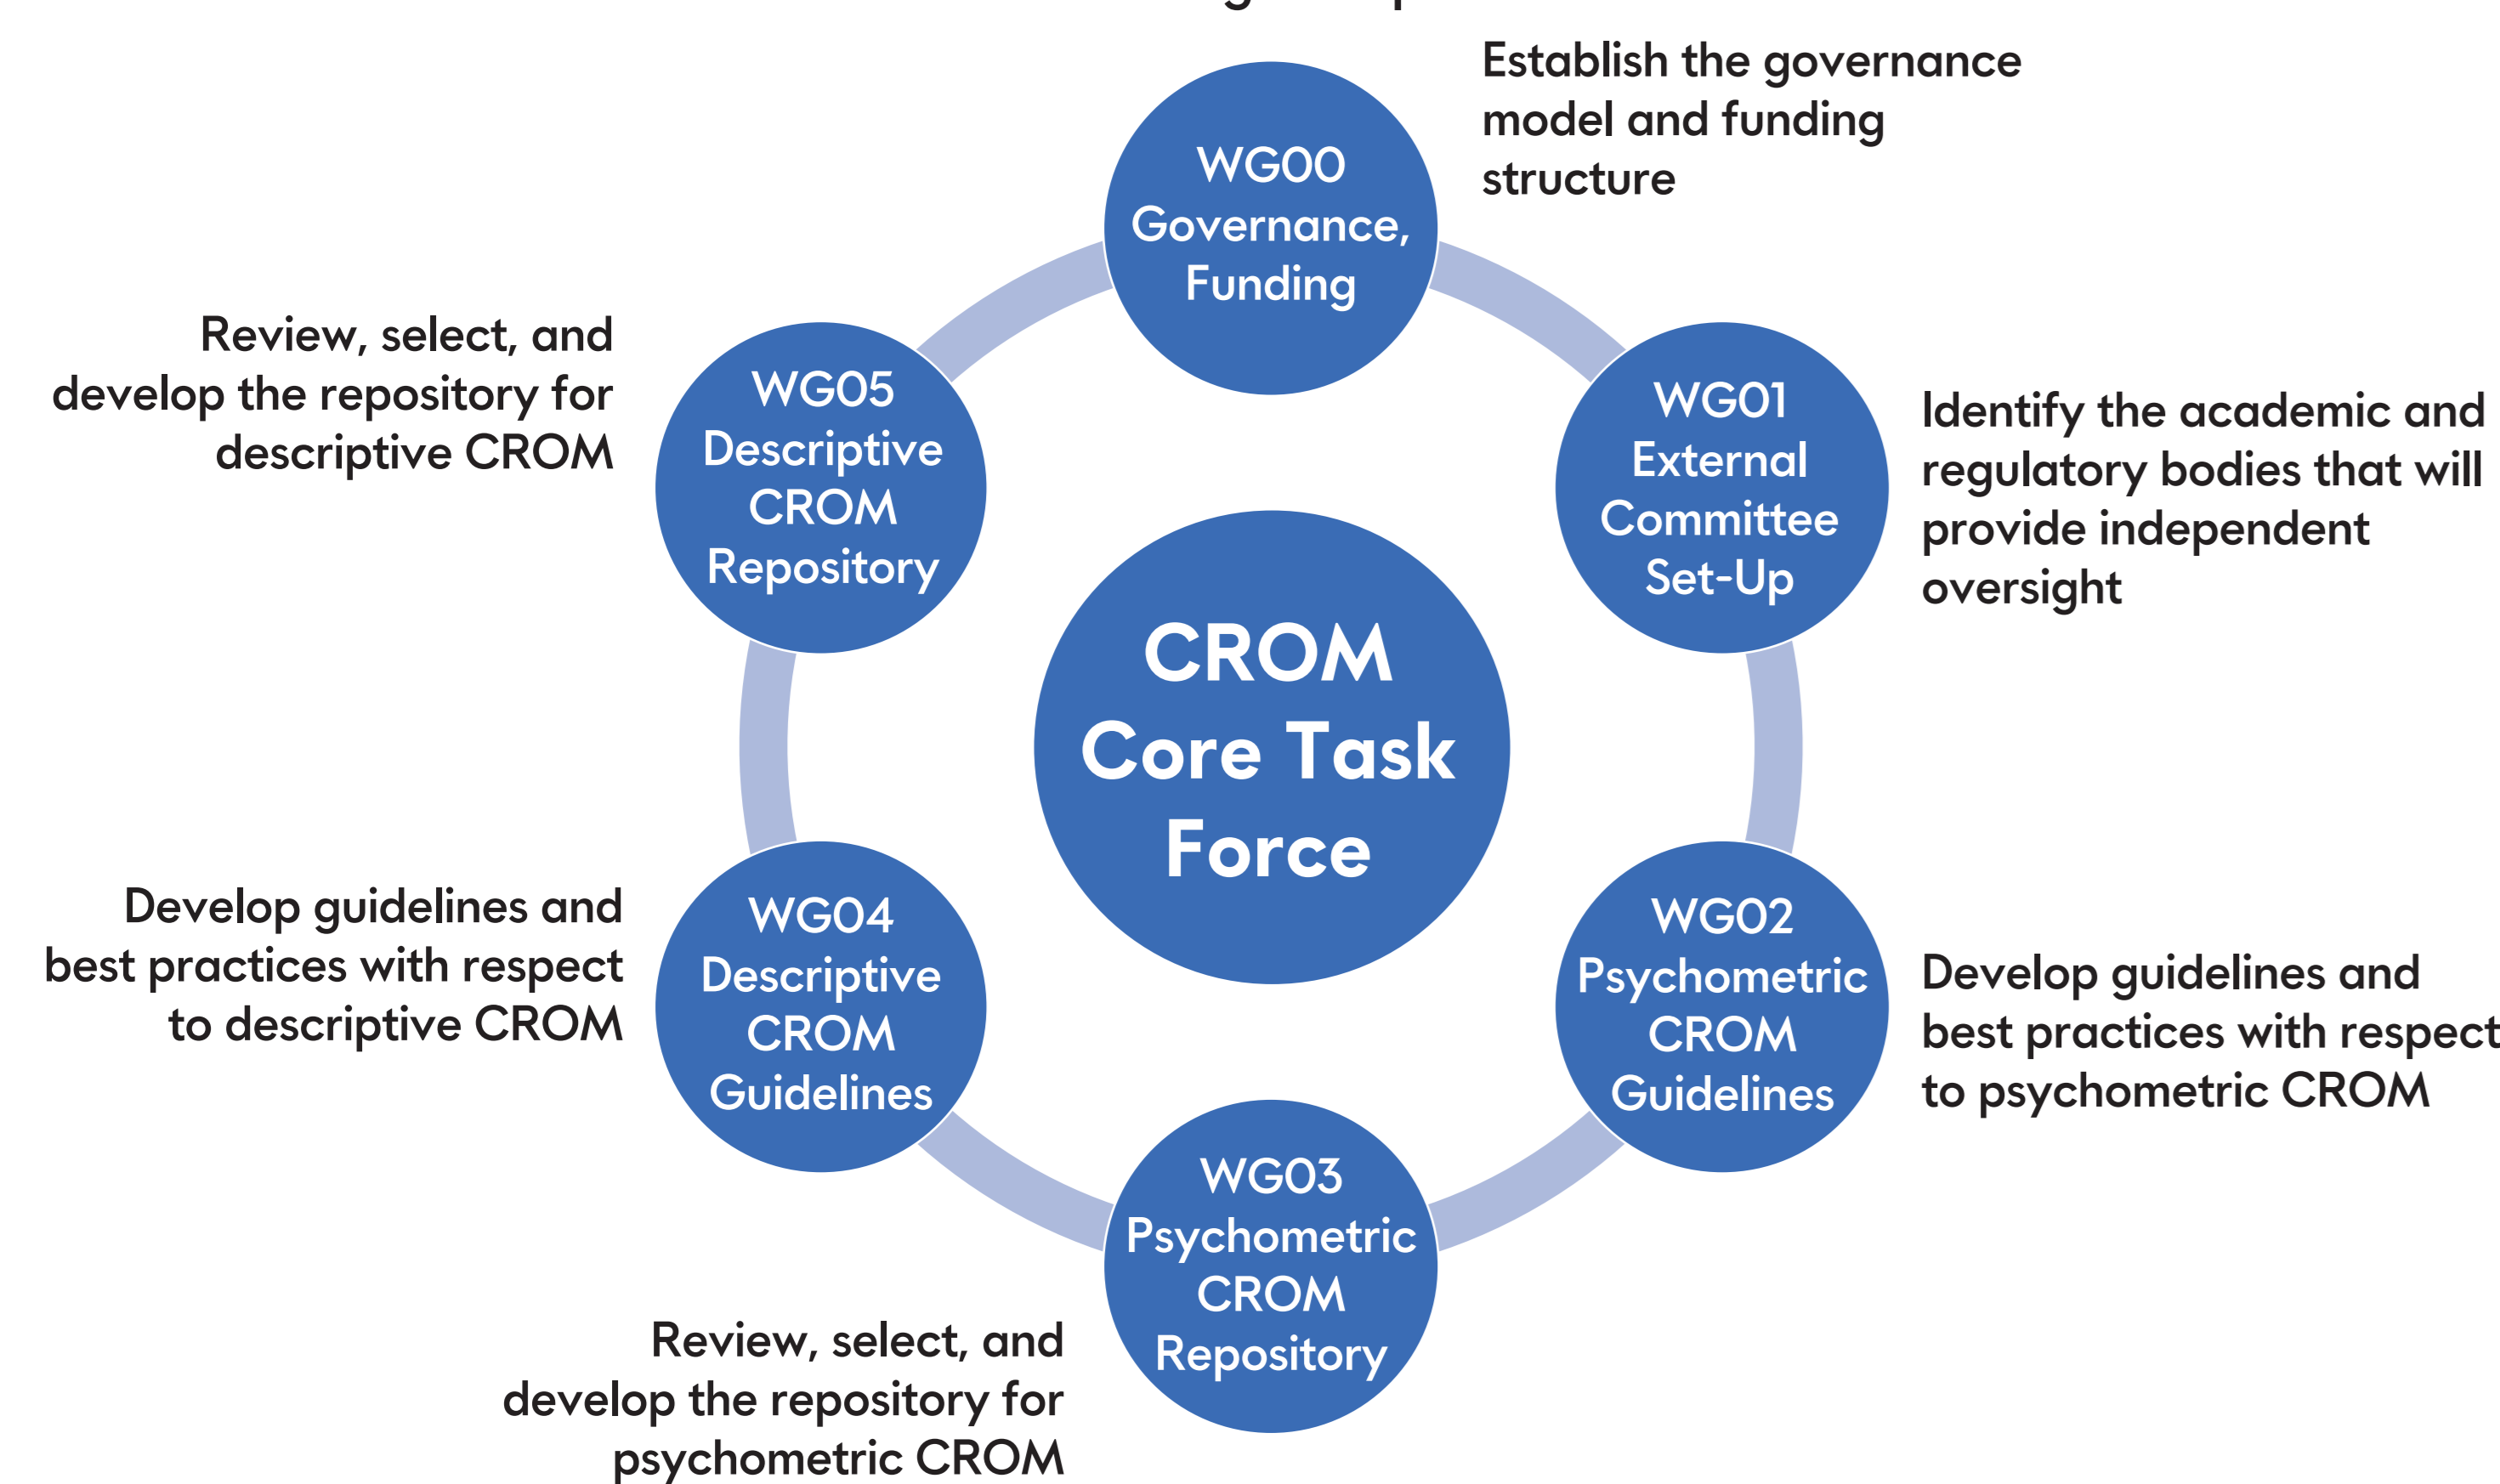 Establish the governance
model and funding
structure
WG00
Governance,
Funding
WG01
External
Committee
Set-Up
Identify the academic and
regulatory bodies that will
provide independent
oversight
WG02
Psychometric
CROM
Guidelines
Develop guidelines and
best practices with respect
to psychometric CROM
WG03
Psychometric
CROM
Repository
Review, select, and
develop the repository for
psychometric CROM
WG04
Descriptive
CROM
Guidelines
Develop guidelines and
best practices with respect
to descriptive CROM
WG05
Descriptive
CROM
Repository
Review, select, and
develop the repository for
descriptive CROM
CROM
Core Task
Force